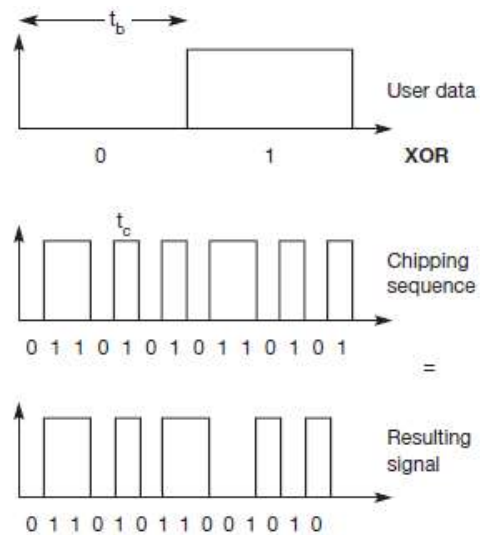 t_b
User data
0 1 XOR
t_c
Chipping
sequence
0 1 1 0 1 0 1 0 1 1 0 1 0 1
=
Resulting
signal
0 1 1 0 1 0 1 1 0 0 1 0 1 0